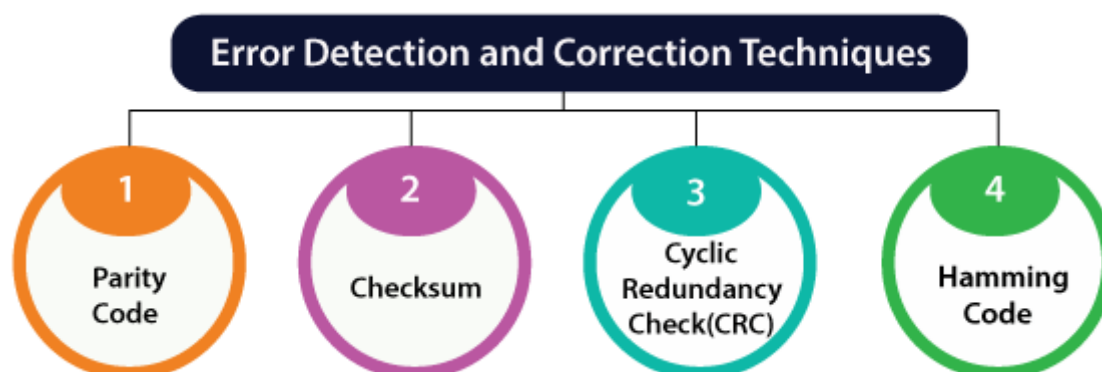 Error Detection and Correction Techniques
1
Parity
Code
2
Checksum
3
Cyclic
Redundancy
Check(CRC)
4
Hamming
Code